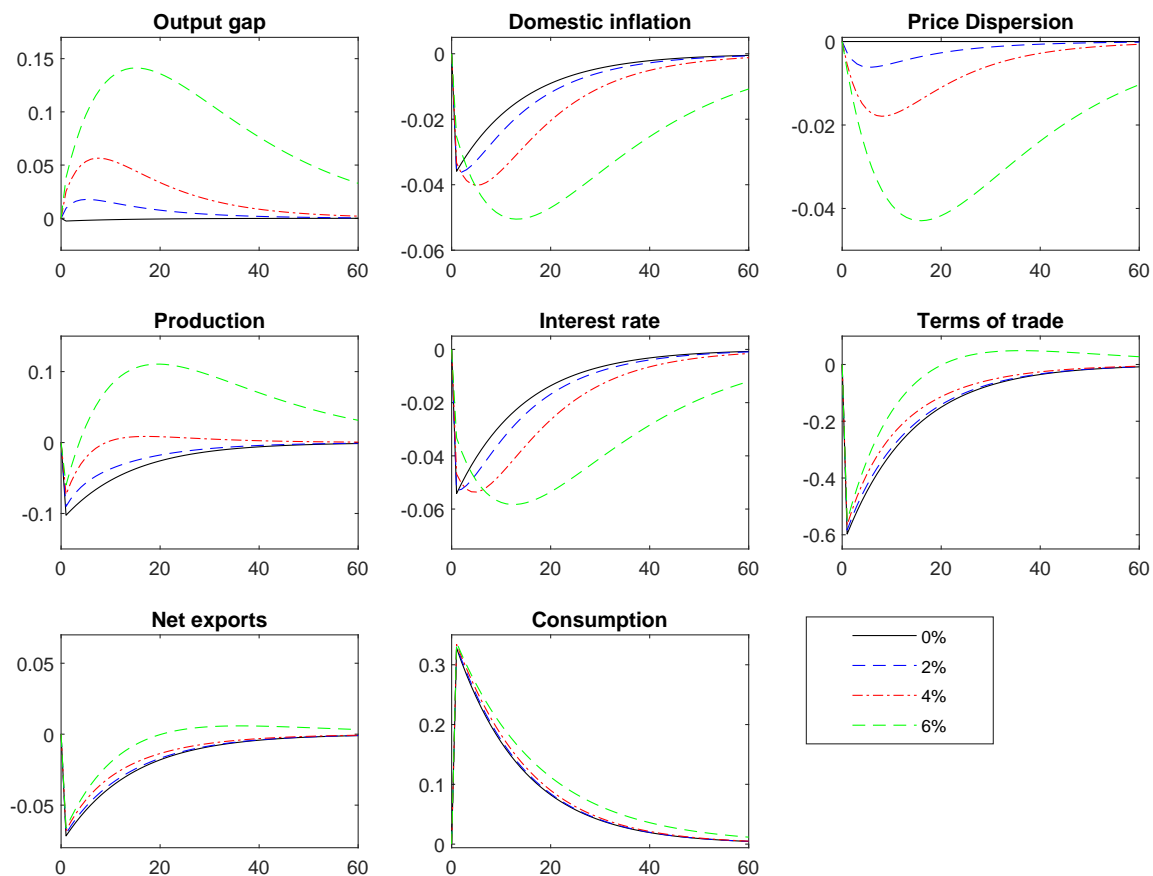 Output gap
0.15
0.1
0.05
0
0 20 40 60
Domestic inflation
0
-0.02
-0.04
-0.06
0 20 40 60
Price Dispersion
0
-0.02
-0.04
0 20 40 60
Production
0.1
0
-0.1
0 20 40 60
Interest rate
0
-0.02
-0.04
-0.06
0 20 40 60
Terms of trade
0
-0.2
-0.4
-0.6
0 20 40 60
Net exports
0.05
0
-0.05
0 20 40 60
Consumption
0.3
0.2
0.1
0
0 20 40 60
0%
2%
4%
6%